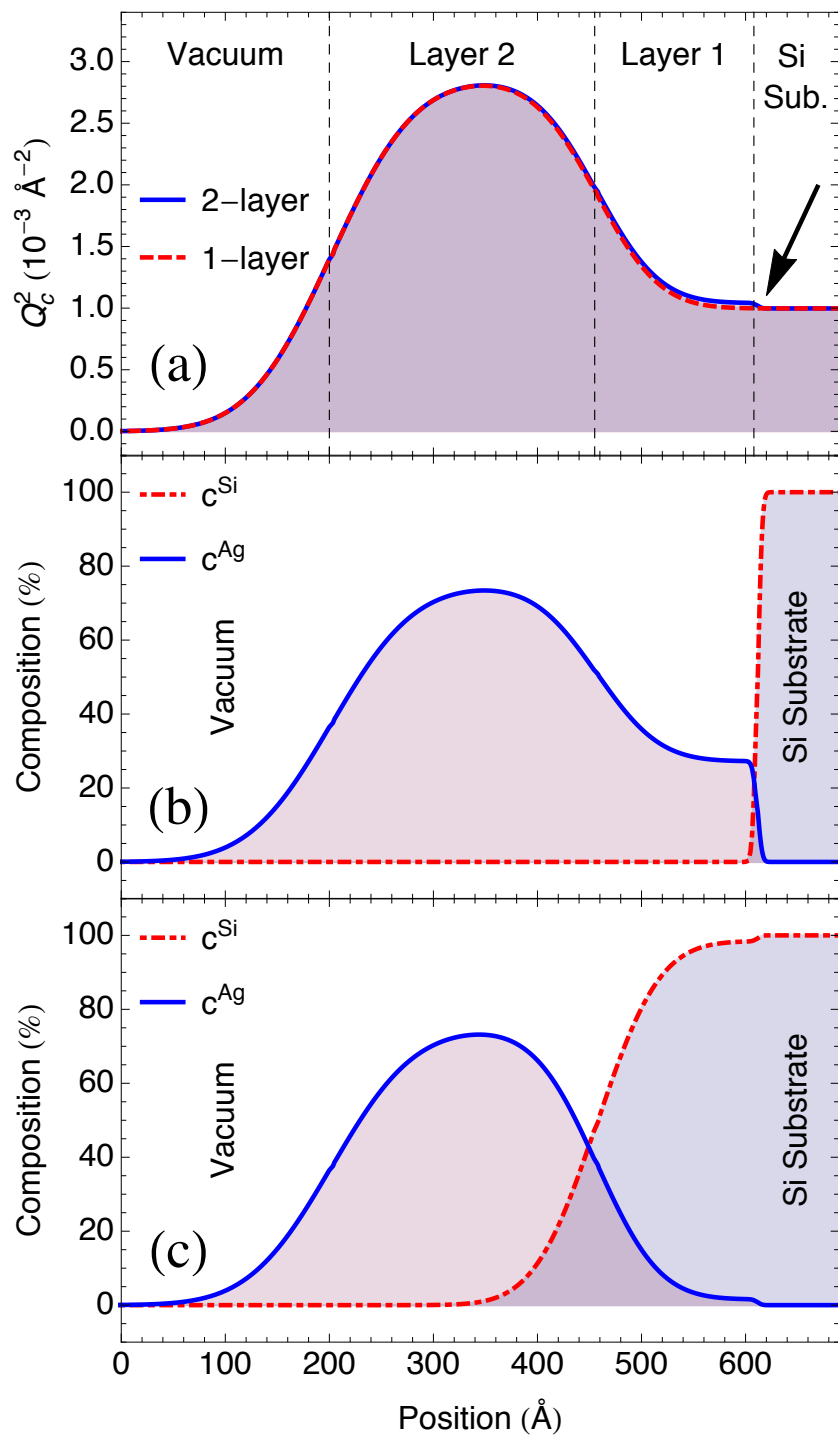 Vacuum Layer 2 Layer 1 Si Sub.
3.0
2.5
2.0
1.5
1.0
0.5
0.0
Q_c^2 (10^−3 Å^−2)
2−layer
1−layer
(a)
100
80
60
40
20
0
Composition (%)
c^Si
c^Ag
Vacuum
Si Substrate
(b)
100
80
60
40
20
0
Composition (%)
c^Si
c^Ag
Vacuum
Si Substrate
(c)
0 100 200 300 400 500 600
Position (Å)